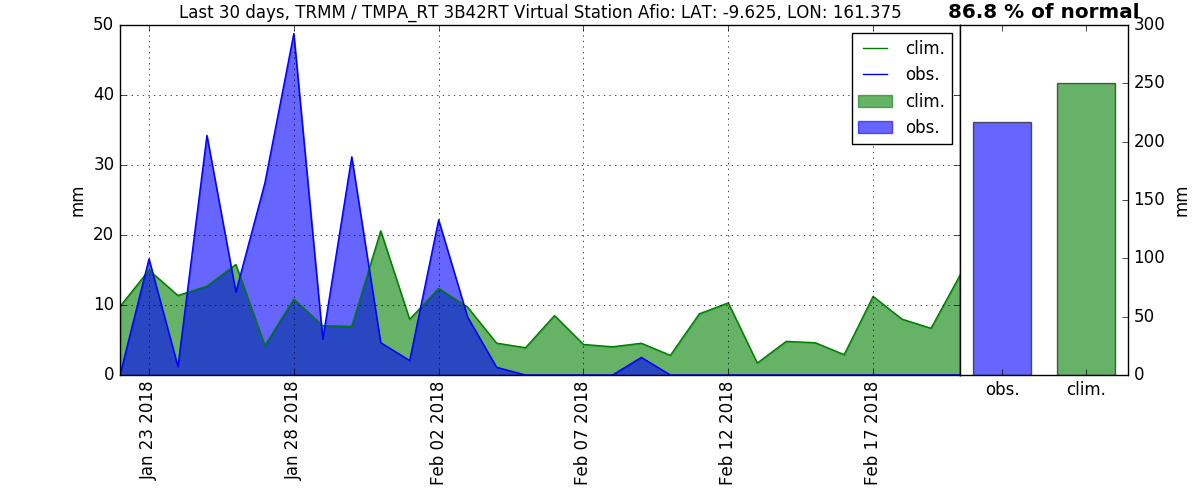 Last 30 days, TRMM / TMPA_RT 3B42RT Virtual Station Afio: LAT: -9.625, LON: 161.375
86.8 % of normal
50
40
30
20
10
0
mm
clim.
obs.
clim.
obs.
300
250
200
150
100
50
0
mm
Jan 23 2018
Jan 28 2018
Feb 02 2018
Feb 07 2018
Feb 12 2018
Feb 17 2018
obs.
clim.